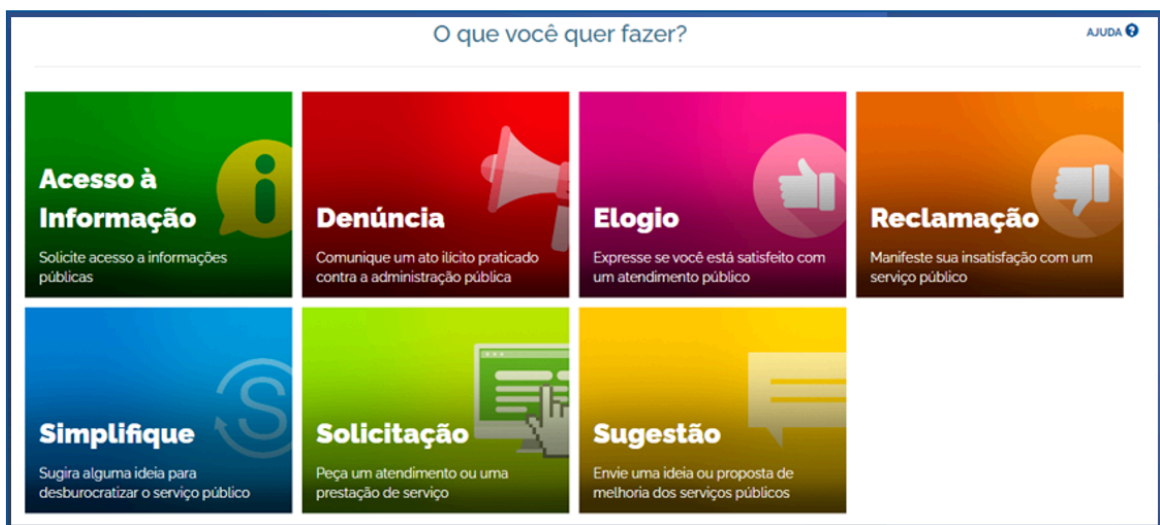 O que você quer fazer?
AJUDA ?
Acesso à
Informação
Solicite acesso a informações
públicas
Denúncia
Comunique um ato ilícito praticado
contra a administração pública
Elogio
Expresse se você está satisfeito com
um atendimento público
Reclamação
Manifeste sua insatisfação com um
serviço público
Simplifique
Sugira alguma ideia para
desburocratizar o serviço público
Solicitação
Peça um atendimento ou uma
prestação de serviço
Sugestão
Envie uma ideia ou proposta de
melhoria dos serviços públicos